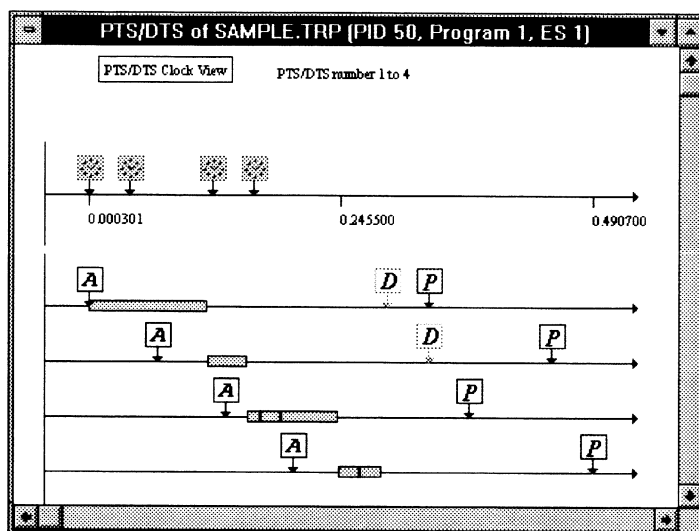 PTS/DTS of SAMPLE.TRP (PID 50, Program 1, ES 1)
PTS/DTS Clock View
PTS/DTS number 1 to 4
0.000301
0.245500
0.490700
A
D
P
A
D
P
A
P
A
P